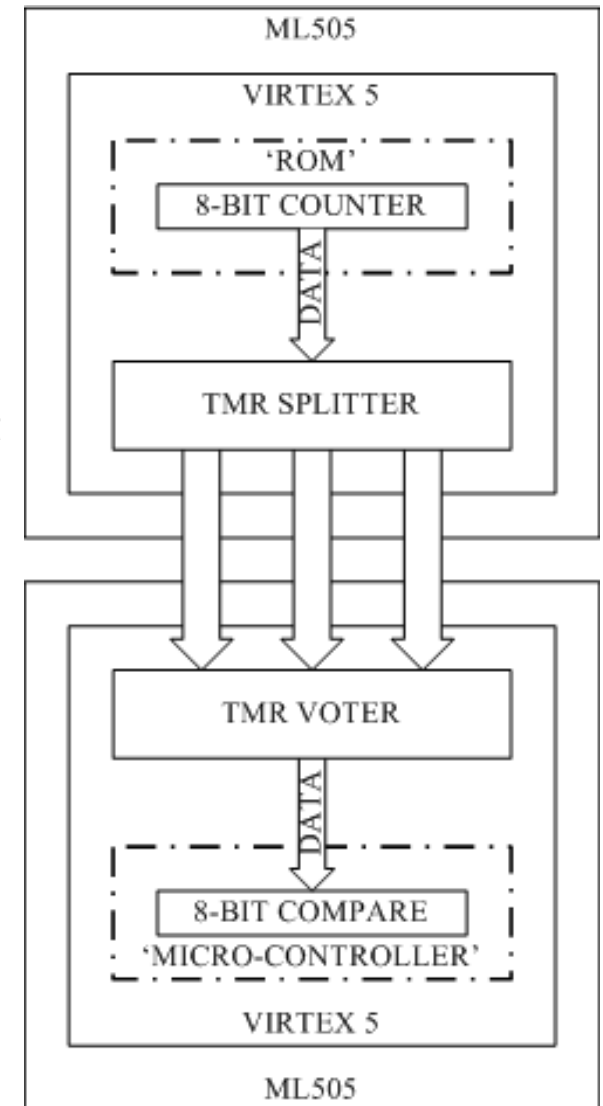 ML505
VIRTEX 5
‘ROM’
8-BIT COUNTER
DATA
TMR SPLITTER
TMR VOTER
DATA
8-BIT COMPARE
‘MICRO-CONTROLLER’
VIRTEX 5
ML505